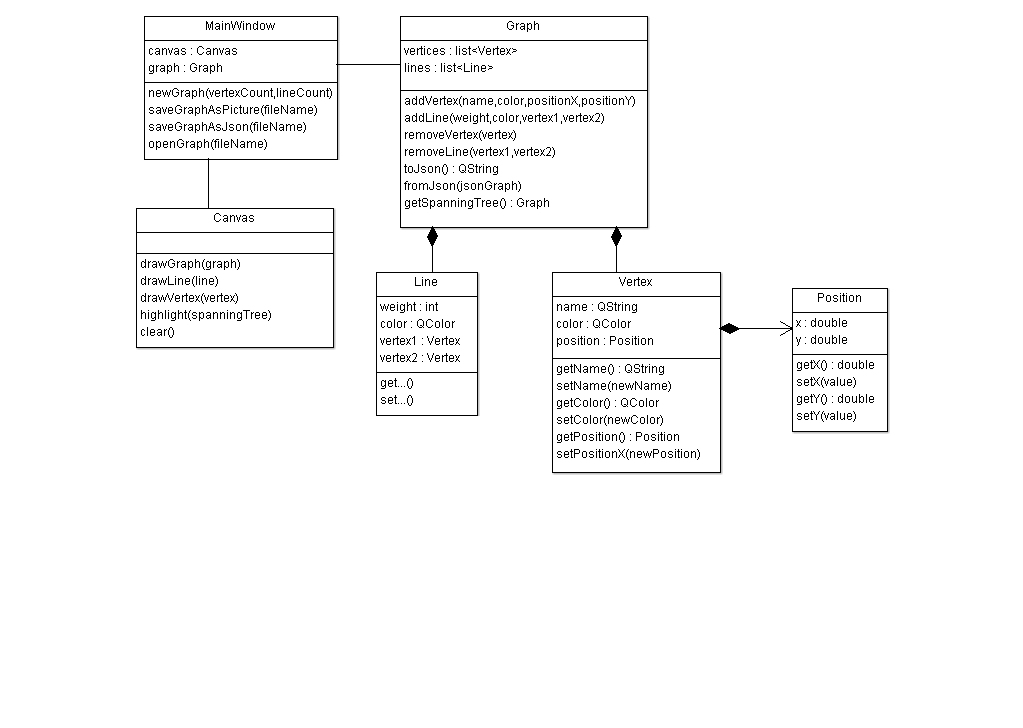 MainWindow
canvas : Canvas
graph : Graph
newGraph(vertexCount,lineCount)
saveGraphAsPicture(fileName)
saveGraphAsJson(fileName)
openGraph(fileName)
Graph
vertices : list<Vertex>
lines : list<Line>
addVertex(name,color,positionX,positionY)
addLine(weight,color,vertex1,vertex2)
removeVertex(vertex)
removeLine(vertex1,vertex2)
toJson() : QString
fromJson(jsonGraph)
getSpanningTree() : Graph
Canvas
drawGraph(graph)
drawLine(line)
drawVertex(vertex)
highlight(spanningTree)
clear()
Line
weight : int
color : QColor
vertex1 : Vertex
vertex2 : Vertex
get...()
set...()
Vertex
name : QString
color : QColor
position : Position
getName() : QString
setName(newName)
getColor() : QColor
setColor(newColor)
getPosition() : Position
setPositionX(newPosition)
Position
x : double
y : double
getX() : double
setX(value)
getY() : double
setY(value)